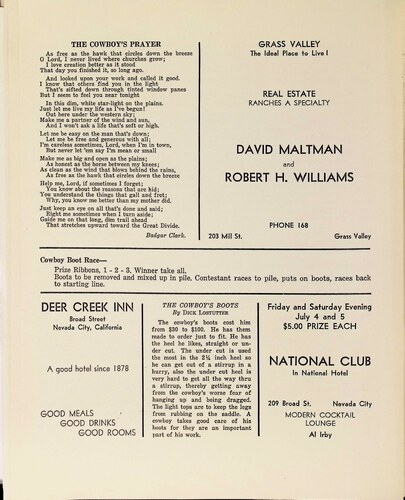 THE COWBOY'S PRAYER
As free as the hawk that circles down the breeze
O Lord, I never lived where churches grow;
I love creation better as it stood
That day you finished it, so long ago.
And looked upon your work and called it good.
I know that others find you in the light
That's sifted down through tinted window panes
But I seem to feel you near tonight
In this dim, white star-light on the plains.
Just let me live my life as I've begun!
Out here under the sky;
Make me a partner of the wind and sun,
And I won't ask a life that's soft or high.
Let me be easy on the man that's down;
Let me be free and generous with all;
I'm careless sometimes, Lord, when I'm in town,
But never let 'em say I'm mean or small
Make me as big and open as the plains;
As honest as the horse between my knees;
As clean as the wind that blows behind the rains,
As free as the hawk that circles down the breeze
Help me, Lord, if sometimes I forget;
You know about the reasons that are hid;
You understand the things that gall and fret;
Why, you know me better than my mother did.
Just keep an eye on all that's done and said;
Right me sometimes when I turn aside;
Guide me on that long, dim trail ahead
That stretches upward toward the Great Divide.
Badger Clerk.
GRASS VALLEY
The Ideal Place to Live!
REAL ESTATE
RANCHES A SPECIALTY
DAVID MALTMAN
and
ROBERT H. WILLIAMS
PHONE 168
203 Mill St. Grass Valley
Cowboy Boot Race—
Prize Ribbons, 1 - 2 - 3. Winner take all.
Boots to be removed and mixed up in pile. Contestant races to pile, puts on boots, races back
to starting line.
DEER CREEK INN
Broad Street
Nevada City, California
A good hotel since 1878
GOOD MEALS
GOOD DRINKS
GOOD ROOMS
THE COWBOY'S BOOTS
By DICK LOSTUTTER
The cowboy's boots cost him
from $30 to $100. He has them
made to order just to fit. He has
the heel he likes, straight or un-
der cut. The under cut is used
the most in the 2½ inch heel so
he can get out of a stirrup in a
hurry, also the under cut heel is
very hard to get all the way thru
a stirrup, thereby getting away
from the cowboy's worse fear of
hanging up and being dragged.
The light tops are to keep the legs
from rubbing on the saddle. A
cowboy takes good care of his
boots for they are an important
part of his work.
Friday and Saturday Evening
July 4 and 5
$5.00 PRIZE EACH
NATIONAL CLUB
In National Hotel
209 Broad St. Nevada City
MODERN COCKTAIL
LOUNGE
Al Irby